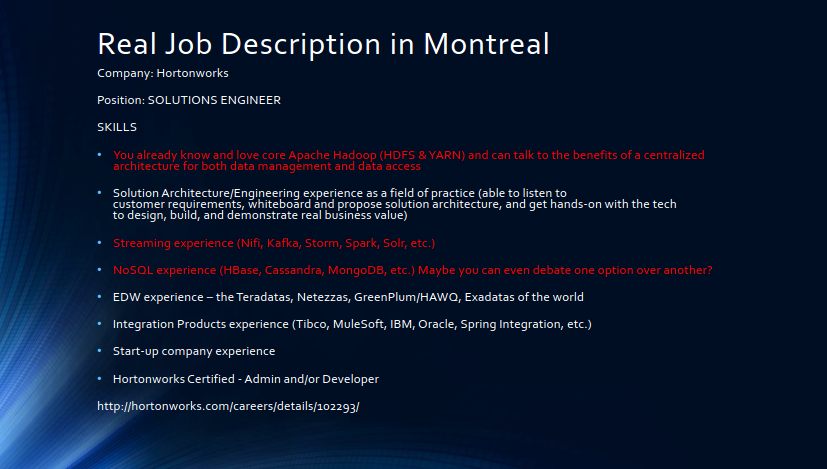 Real Job Description in Montreal
Company: Hortonworks
Position: SOLUTIONS ENGINEER
SKILLS
• You already know and love core Apache Hadoop (HDFS & YARN) and can talk to the benefits of a centralized
architecture for both data management and data access
• Solution Architecture/Engineering experience as a field of practice (able to listen to
customer requirements, whiteboard and propose solution architecture, and get hands-on with the tech
to design, build, and demonstrate real business value)
• Streaming experience (Nifi, Kafka, Storm, Spark, Solr, etc.)
• NoSQL experience (HBase, Cassandra, MongoDB, etc.) Maybe you can even debate one option over another?
• EDW experience – the Teradatas, Netezzas, GreenPlum/HAWQ, Exadatas of the world
• Integration Products experience (Tibco, MuleSoft, IBM, Oracle, Spring Integration, etc.)
• Start-up company experience
• Hortonworks Certified - Admin and/or Developer
http://hortonworks.com/careers/details/102293/